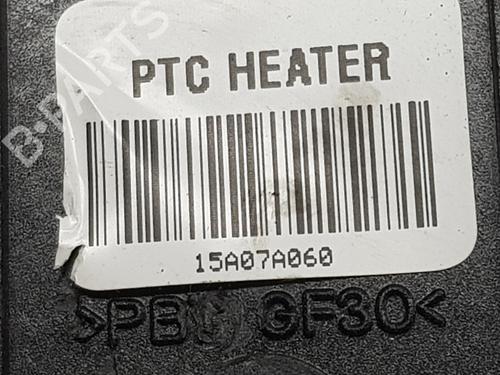 B-PARTS
PTC HEATER
15A07A060
>PBT GF30<